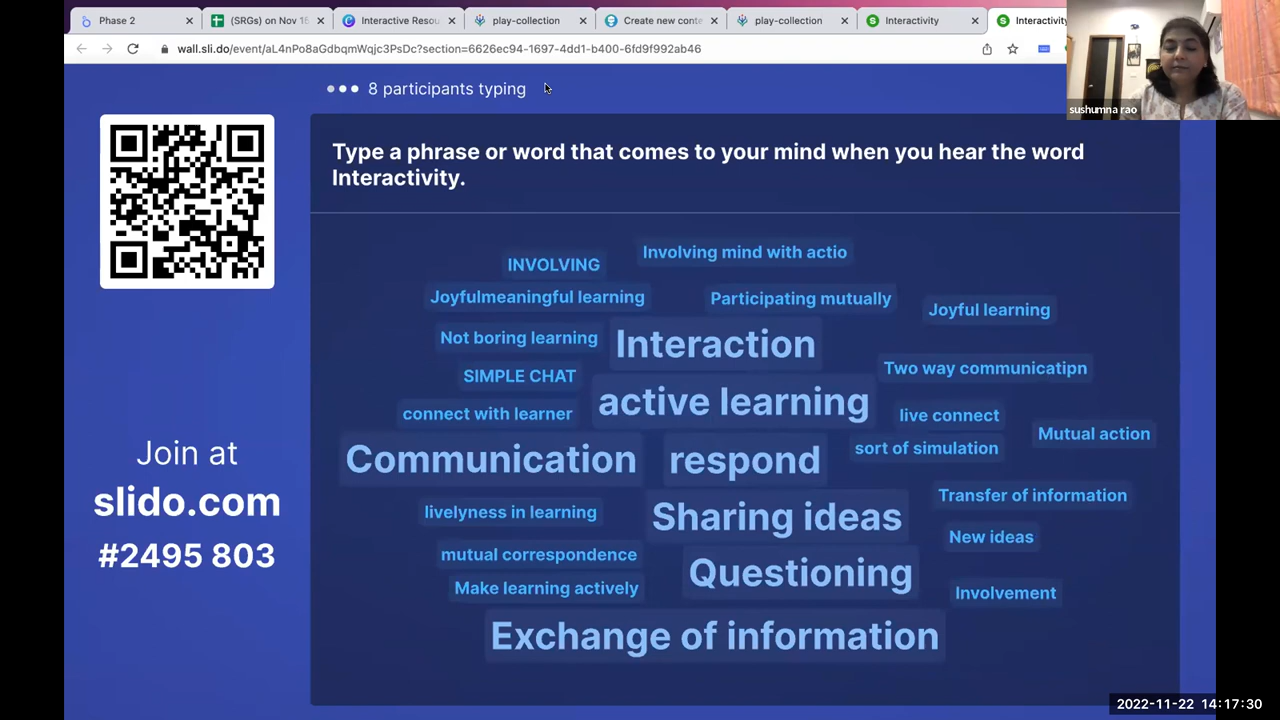 Phase 2
(SRGs) on Nov 16
Interactive Resou
play-collection
Create new conte
play-collection
Interactivity
Interactivity
wall.sli.do/event/aL4nPo8aGdbqmWqjc3PsDc?section=6626ec94-1697-4dd1-b400-6fd9f992ab46
sushumna rao
8 participants typing
Type a phrase or word that comes to your mind when you hear the word
Interactivity.
Involving mind with actio
INVOLVING
Joyfulmeaningful learning
Participating mutually
Joyful learning
Not boring learning
Interaction
Two way communicatipn
SIMPLE CHAT
active learning
connect with learner
live connect
Mutual action
sort of simulation
Communication
respond
Transfer of information
livelyness in learning
Sharing ideas
New ideas
mutual correspondence
Questioning
Make learning actively
Involvement
Exchange of information
Join at
slido.com
#2495 803
2022-11-22 14:17:30